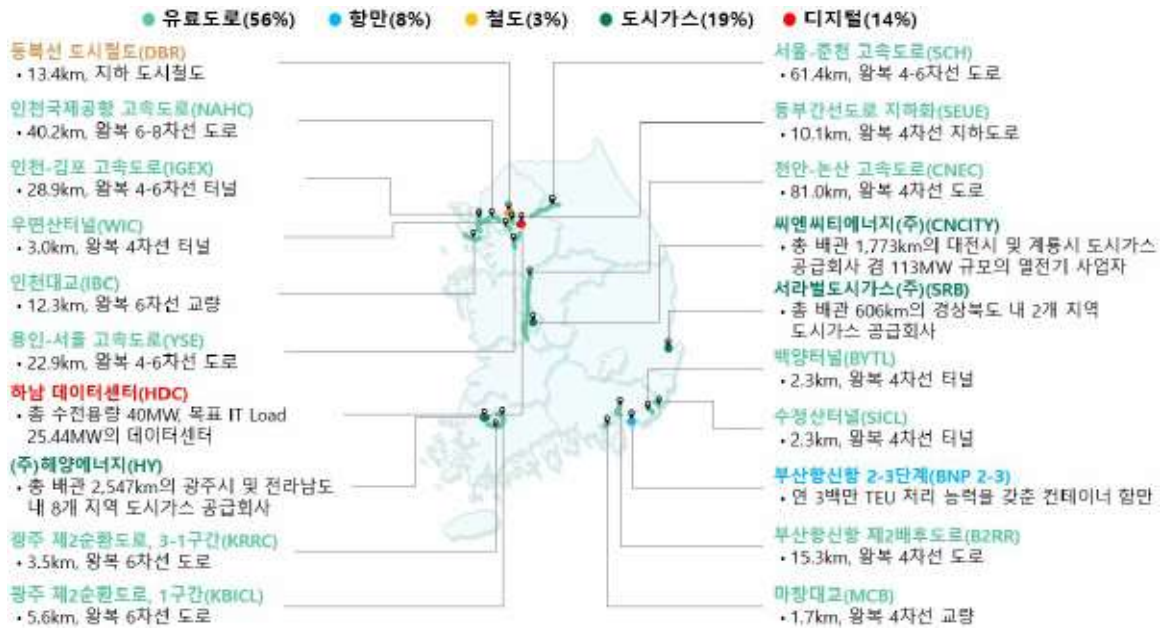 유료도로(56%) 항만(8%) 철도(3%) 도시가스(19%) 디지털(14%)
동북선 도시철도(DBR)
• 13.4km, 지하 도시철도
인천국제공항 고속도로(NAHC)
• 40.2km, 왕복 6-8차선 도로
인천-김포 고속도로(IGEX)
• 28.9km, 왕복 4-6차선 터널
우면산터널(WIC)
• 3.0km, 왕복 4차선 터널
인천대교(IBC)
• 12.3km, 왕복 6차선 교량
용인-서울 고속도로(YSE)
• 22.9km, 왕복 4-6차선 도로
하남 데이터센터(HDC)
• 총 수전용량 40MW, 목표 IT Load
25.44MW의 데이터센터
(주)해양에너지(HY)
• 총 배관 2,547km의 광주시 및 전라남도
내 8개 지역 도시가스 공급회사
광주 제2순환도로, 3-1구간(KRRC)
• 3.5km, 왕복 6차선 도로
광주 제2순환도로, 1구간(KBICL)
• 5.6km, 왕복 6차선 도로
서울-춘천 고속도로(SCH)
• 61.4km, 왕복 4-6차선 도로
동부간선도로 지하화(SEUE)
• 10.1km, 왕복 4차선 지하도로
천안-논산 고속도로(CNEC)
• 81.0km, 왕복 4차선 도로
씨엔씨티에너지(주)(CNCITY)
• 총 배관 1,773km의 대전시 및 계룡시 도시가스
공급회사 겸 113MW 규모의 열전기 사업자
서라벌도시가스(주)(SRB)
• 총 배관 606km의 경상북도 내 2개 지역
도시가스 공급회사
백양터널(BYTL)
• 2.3km, 왕복 4차선 터널
수정산터널(SICL)
• 2.3km, 왕복 4차선 터널
부산항신항 2-3단계(BNP 2-3)
• 연 3백만 TEU 처리 능력을 갖춘 컨테이너 항만
부산항신항 제2배후도로(B2RR)
• 15.3km, 왕복 4차선 도로
마창대교(MCB)
• 1.7km, 왕복 4차선 교량